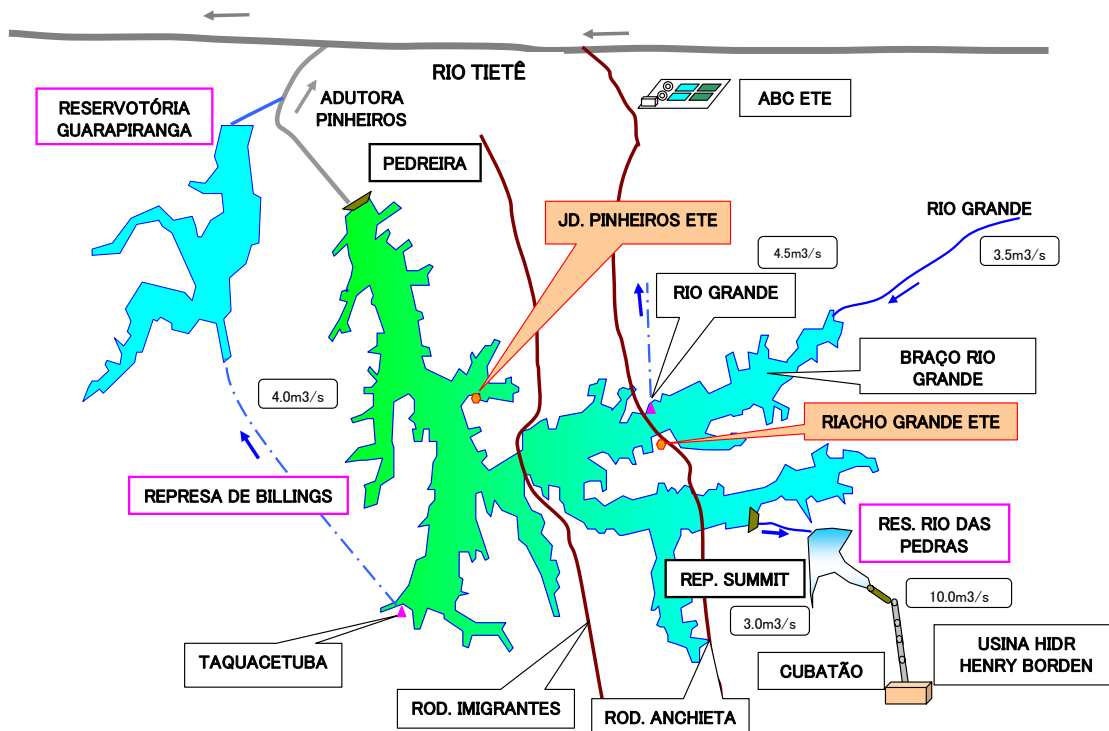 RIO TIETÊ
RESERVOTÓRIA
GUARAPIRANGA
ADUTORA
PINHEIROS
ABC ETE
PEDREIRA
JD. PINHEIROS ETE
RIO GRANDE
4.5m3/s
3.5m3/s
RIO GRANDE
BRAÇO RIO
GRANDE
4.0m3/s
RIACHO GRANDE ETE
REPRESA DE BILLINGS
RES. RIO DAS
PEDRAS
REP. SUMMIT
10.0m3/s
3.0m3/s
TAQUACETUBA
CUBATÃO
USINA HIDR
HENRY BORDEN
ROD. IMIGRANTES
ROD. ANCHIETA